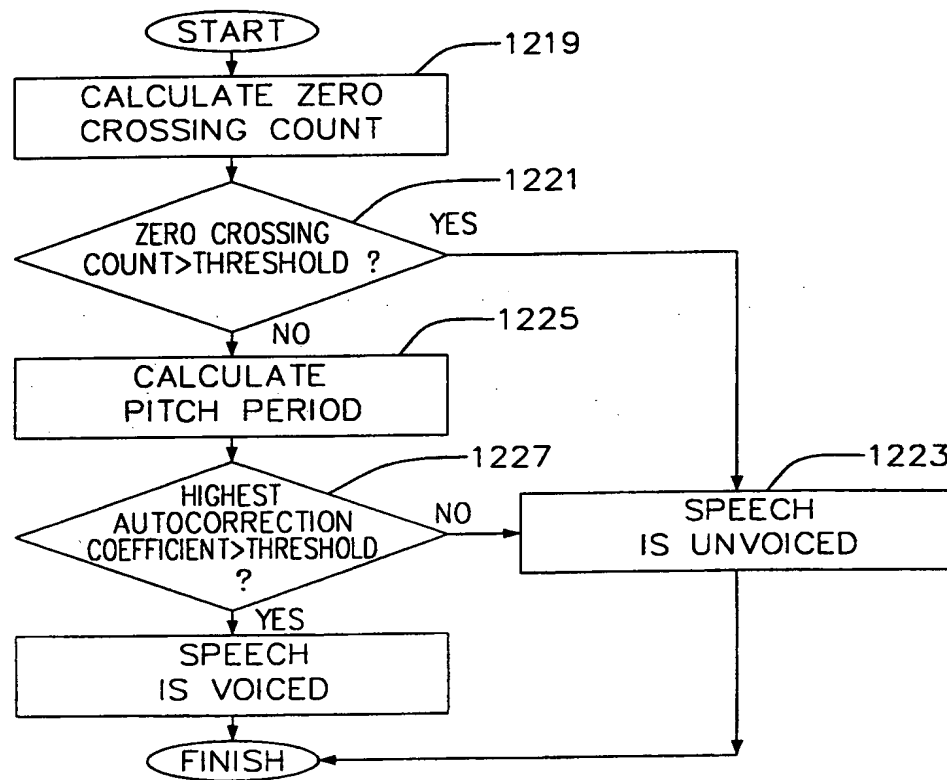 START
1219
CALCULATE ZERO
CROSSING COUNT
1221
ZERO CROSSING
COUNT>THRESHOLD ?
YES
NO
1225
CALCULATE
PITCH PERIOD
1227
HIGHEST
AUTOCORRECTION
COEFFICIENT>THRESHOLD
?
NO
1223
SPEECH
IS UNVOICED
YES
SPEECH
IS VOICED
FINISH